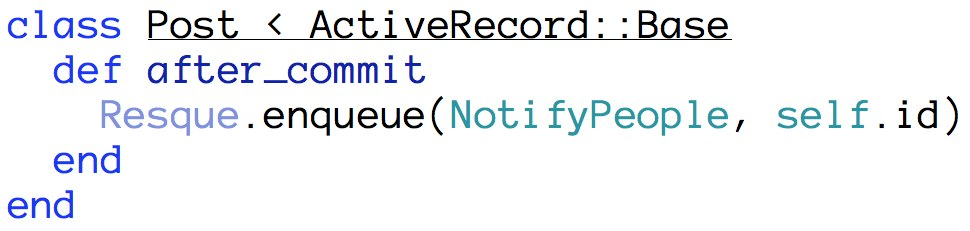 class Post < ActiveRecord::Base
  def after_commit
    Resque.enqueue(NotifyPeople, self.id)
  end
end